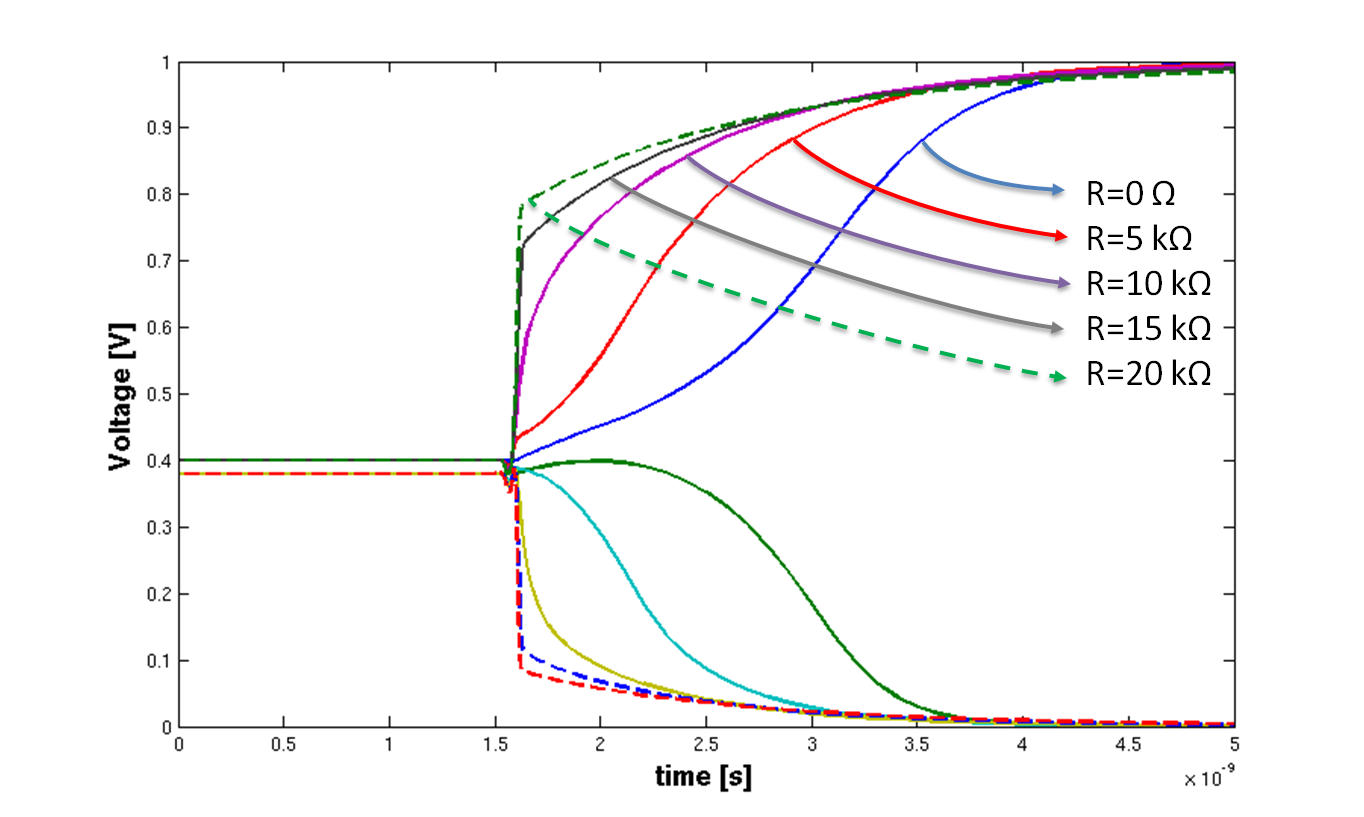 1
0.9
0.8
0.7
0.6
0.5
0.4
0.3
0.2
0.1
0
Voltage [V]
R=0 Ω
R=5 kΩ
R=10 kΩ
R=15 kΩ
R=20 kΩ
0 0.5 1 1.5 2 2.5 3 3.5 4 4.5 5
time [s]
× 10⁻⁹